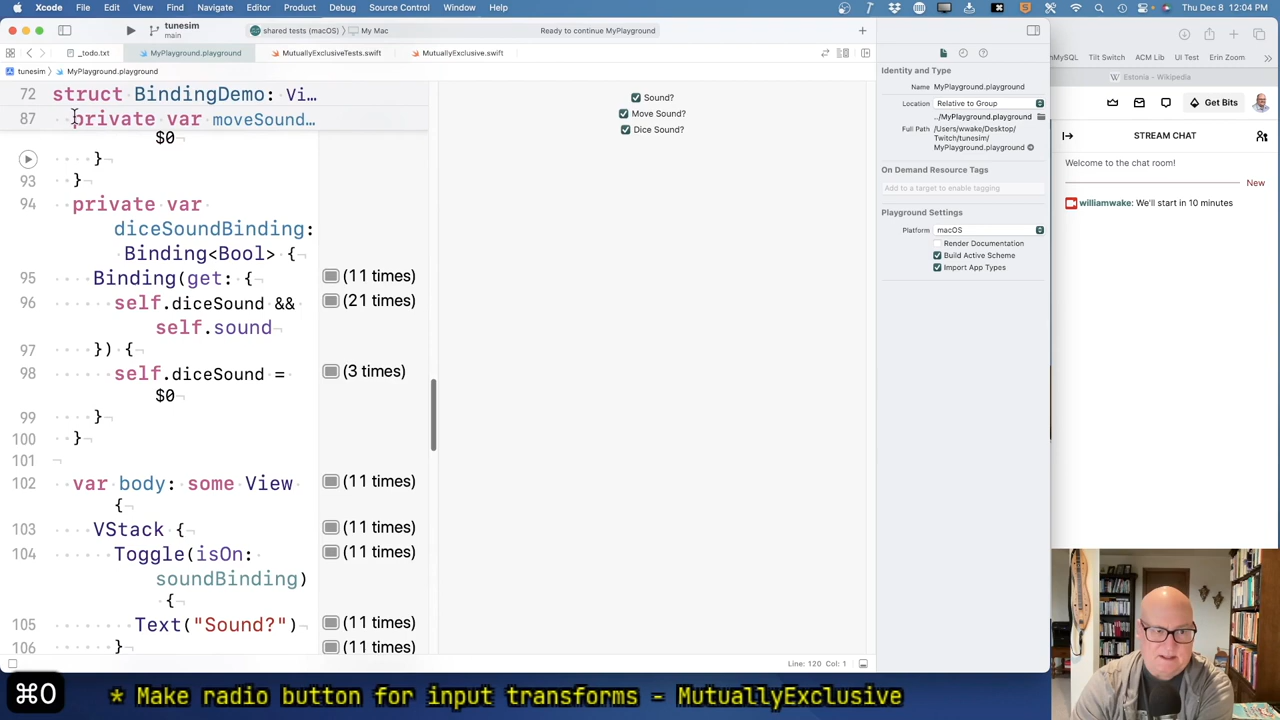 Xcode File Edit View Find Navigate Editor Product Debug Source Control Window Help
Sun Aug 18 12:04 PM
tunesim
main
shared tests (macOS) My Mac
Ready to continue MyPlayground
_todo.txt MyPlayground.playground MutuallyExclusiveTests.swift MutuallyExclusive.swift
tunesim MyPlayground.playground
72 struct BindingDemo: Vi…
87 private var moveSound…
$0
}
93 }
94 private var
diceSoundBinding:
Binding<Bool> {
95 Binding(get: { (11 times)
96 self.diceSound && (21 times)
self.sound
97 }) {
98 self.diceSound = (3 times)
$0
99 }
100 }
101
102 var body: some View (11 times)
{
103 VStack { (11 times)
104 Toggle(isOn: (11 times)
soundBinding)
{
105 Text("Sound?") (11 times)
106 } (11 times)
Sound?
Move Sound?
Dice Sound?
Identity and Type
Name MyPlayground.playground
Location Relative to Group
../MyPlayground.playground
Full Path /Users/wwake/Desktop/
Twitch/tunesim/
MyPlayground.playground
On Demand Resource Tags
Add to a target to enable tagging
Playground Settings
Platform macOS
Render Documentation
Build Active Scheme
Import App Types
Line: 120 Col: 1
MySQL Tilt Switch ACM Lib UI Test Erin Zoom
Estonia - Wikipedia
Get Bits
STREAM CHAT
Welcome to the chat room!
New
williamwake: We'll start in 10 minutes
⌘0
* Make radio button for input transforms - MutuallyExclusive